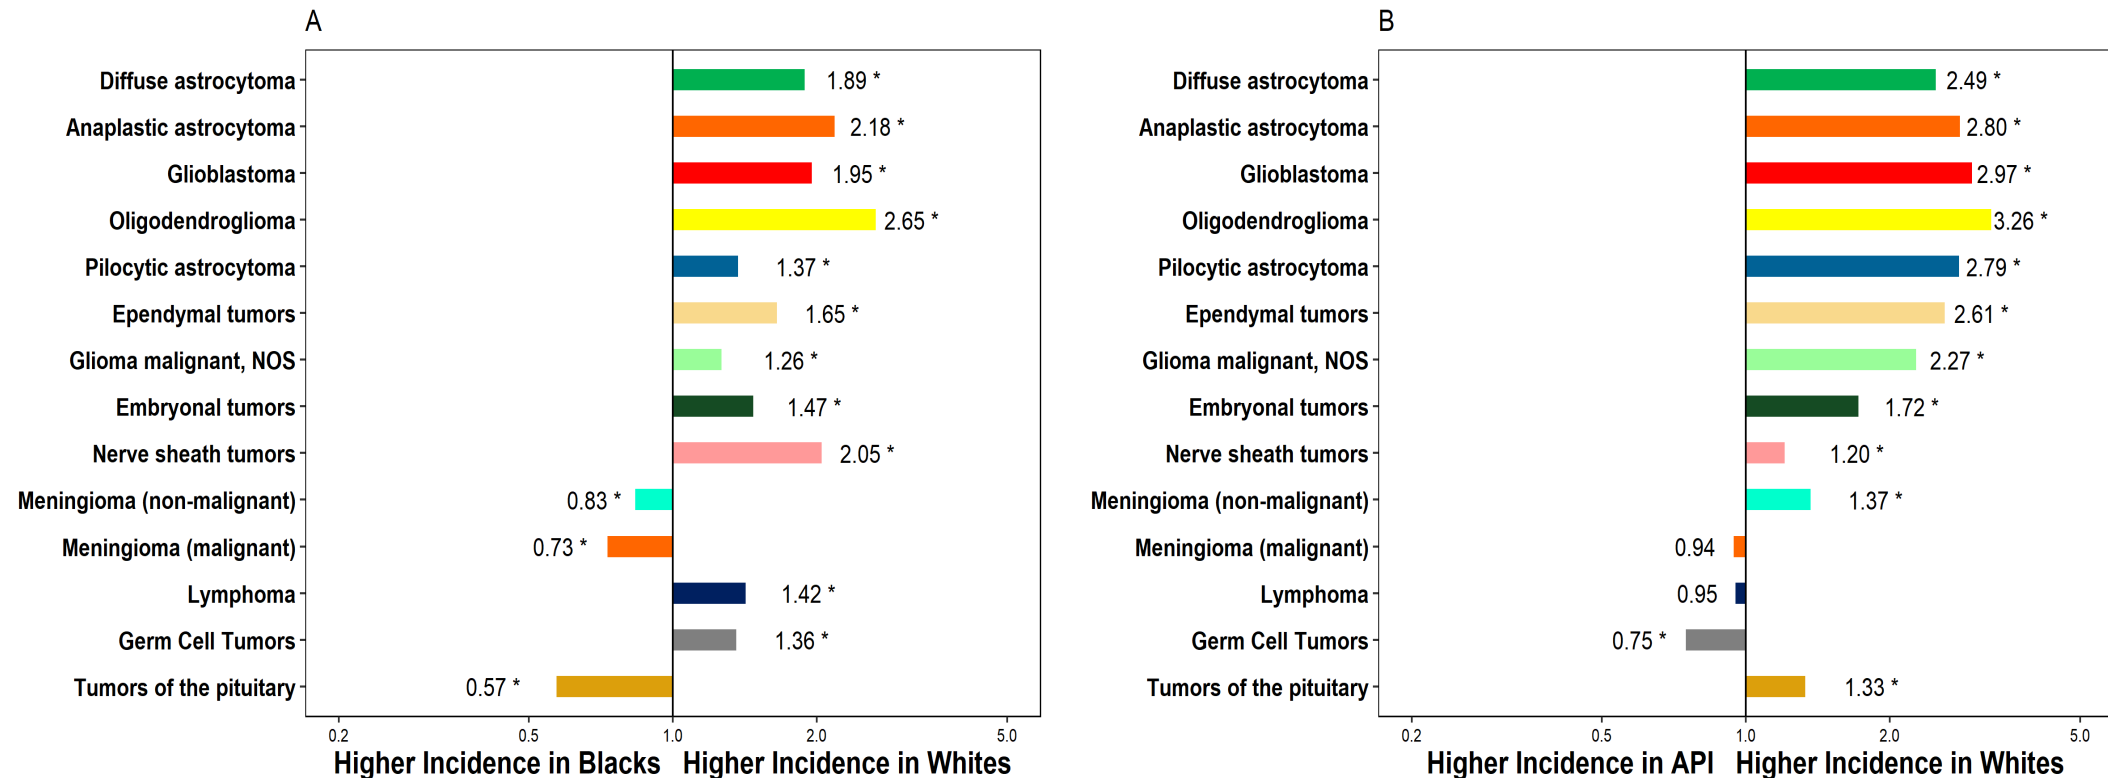 A
Diffuse astrocytoma 1.89 *
Anaplastic astrocytoma 2.18 *
Glioblastoma 1.95 *
Oligodendroglioma 2.65 *
Pilocytic astrocytoma 1.37 *
Ependymal tumors 1.65 *
Glioma malignant, NOS 1.26 *
Embryonal tumors 1.47 *
Nerve sheath tumors 2.05 *
Meningioma (non-malignant) 0.83 *
Meningioma (malignant) 0.73 *
Lymphoma 1.42 *
Germ Cell Tumors 1.36 *
Tumors of the pituitary 0.57 *
0.2 0.5 1.0 2.0 5.0
Higher Incidence in Blacks Higher Incidence in Whites
B
Diffuse astrocytoma 2.49 *
Anaplastic astrocytoma 2.80 *
Glioblastoma 2.97 *
Oligodendroglioma 3.26 *
Pilocytic astrocytoma 2.79 *
Ependymal tumors 2.61 *
Glioma malignant, NOS 2.27 *
Embryonal tumors 1.72 *
Nerve sheath tumors 1.20 *
Meningioma (non-malignant) 1.37 *
Meningioma (malignant) 0.94
Lymphoma 0.95
Germ Cell Tumors 0.75 *
Tumors of the pituitary 1.33 *
0.2 0.5 1.0 2.0 5.0
Higher Incidence in API Higher Incidence in Whites